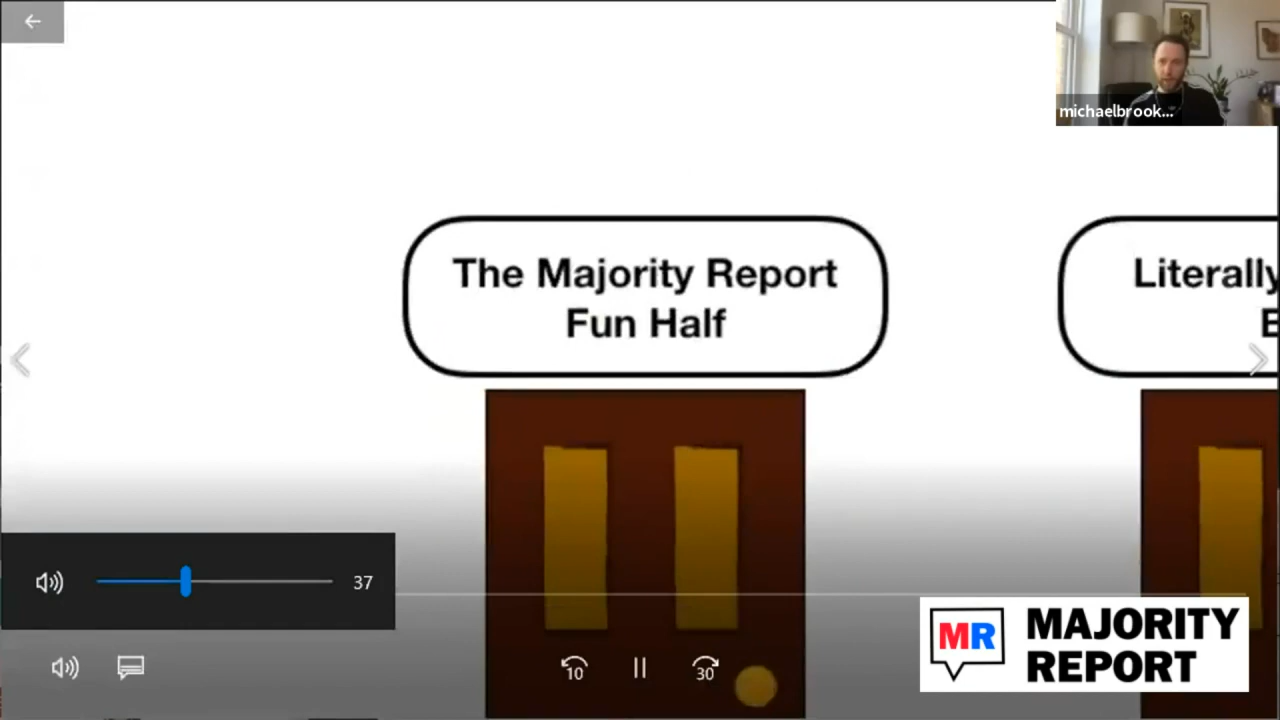 michaelbrook...
The Majority Report
Fun Half
Literally
E
37
10
30
MR
MAJORITY
REPORT